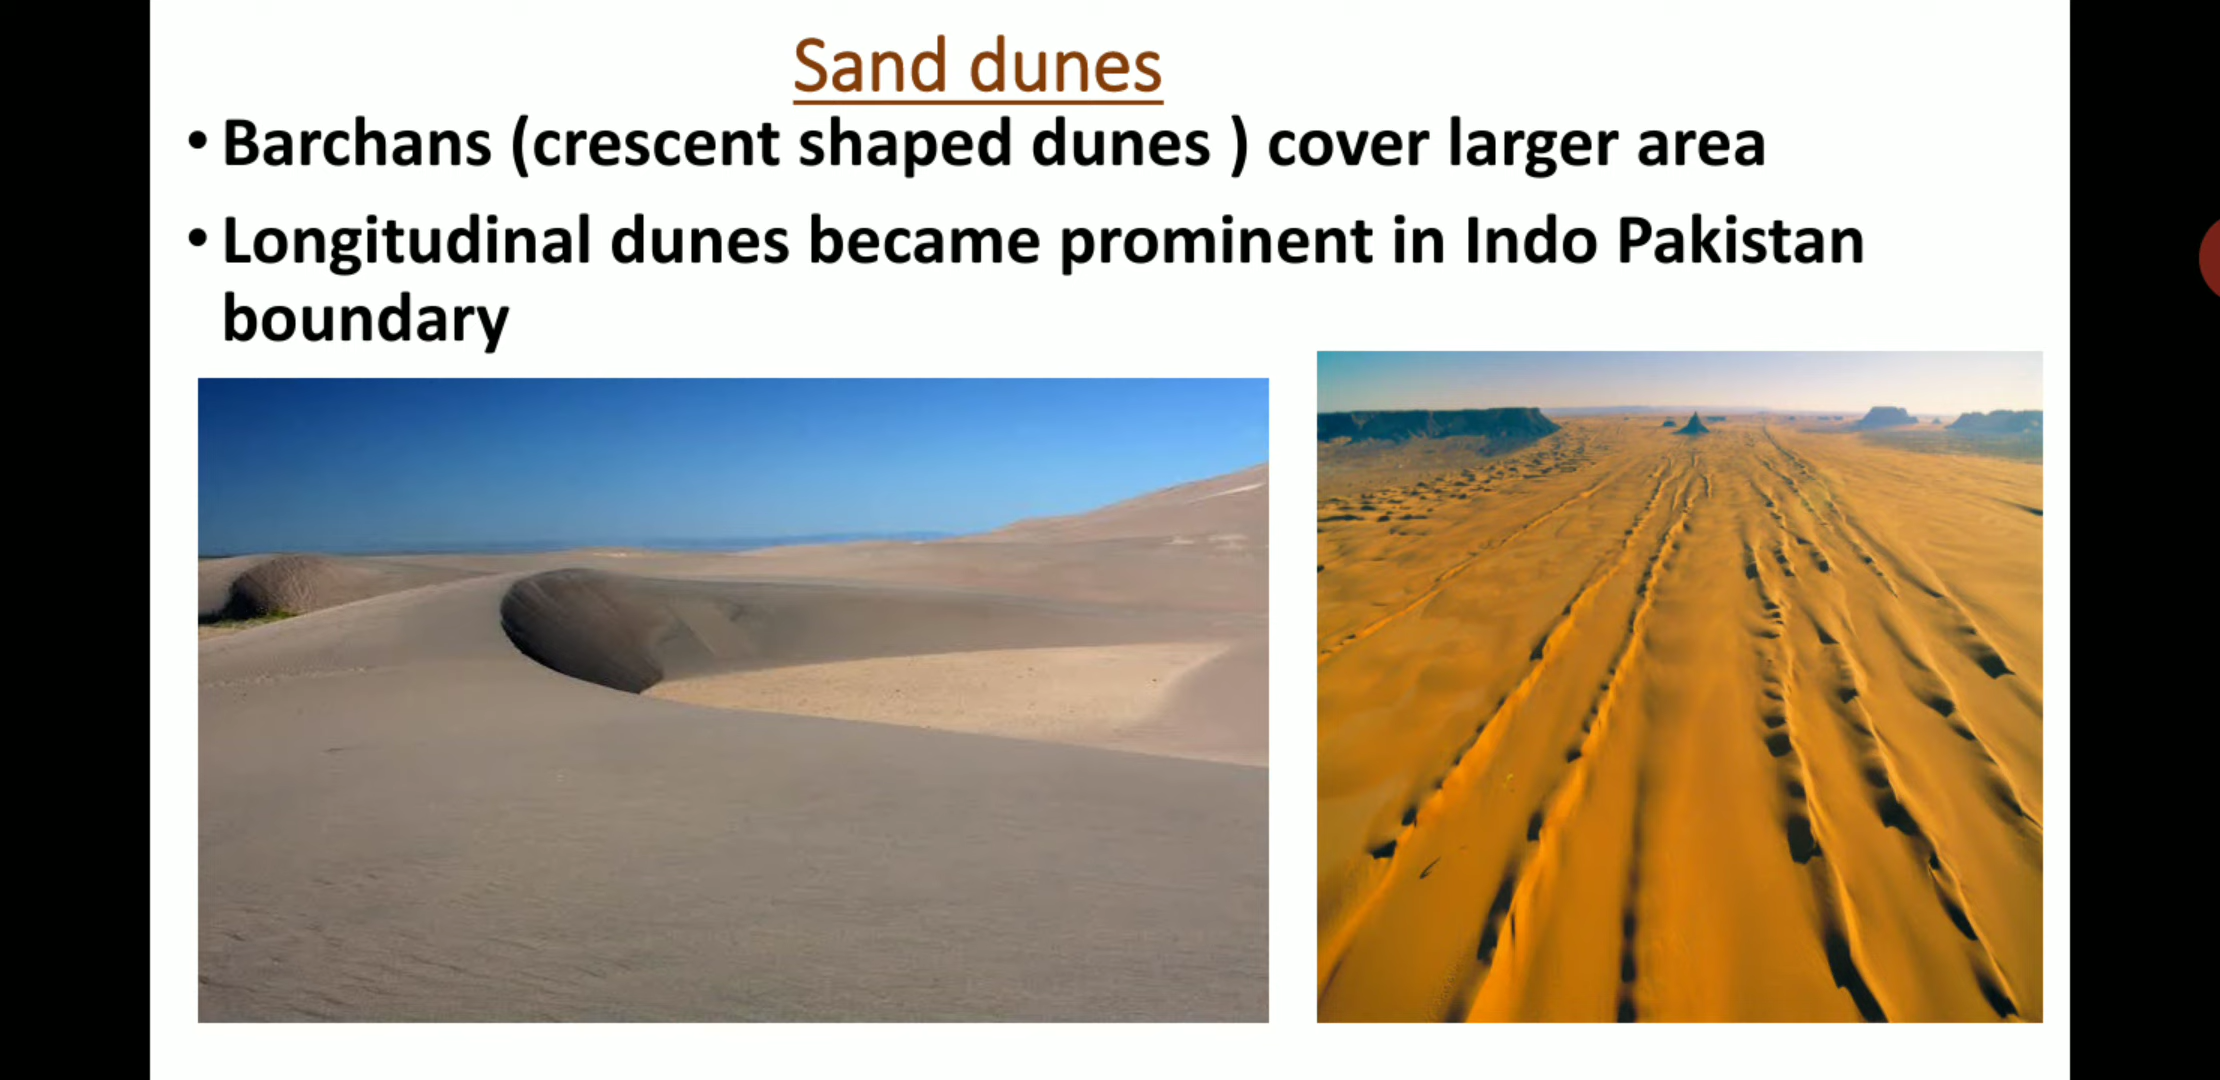 Sand dunes
• Barchans (crescent shaped dunes ) cover larger area
• Longitudinal dunes became prominent in Indo Pakistan
boundary